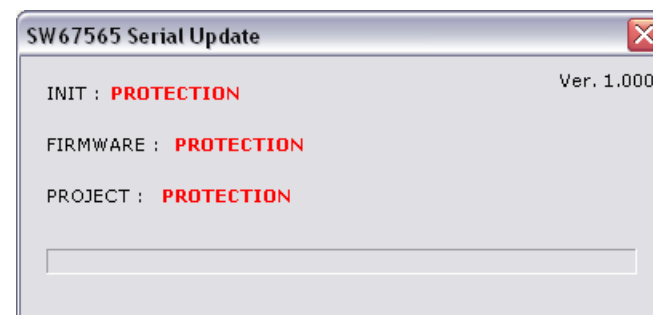 SW67565 Serial Update
Ver. 1.000
INIT : PROTECTION
FIRMWARE : PROTECTION
PROJECT : PROTECTION